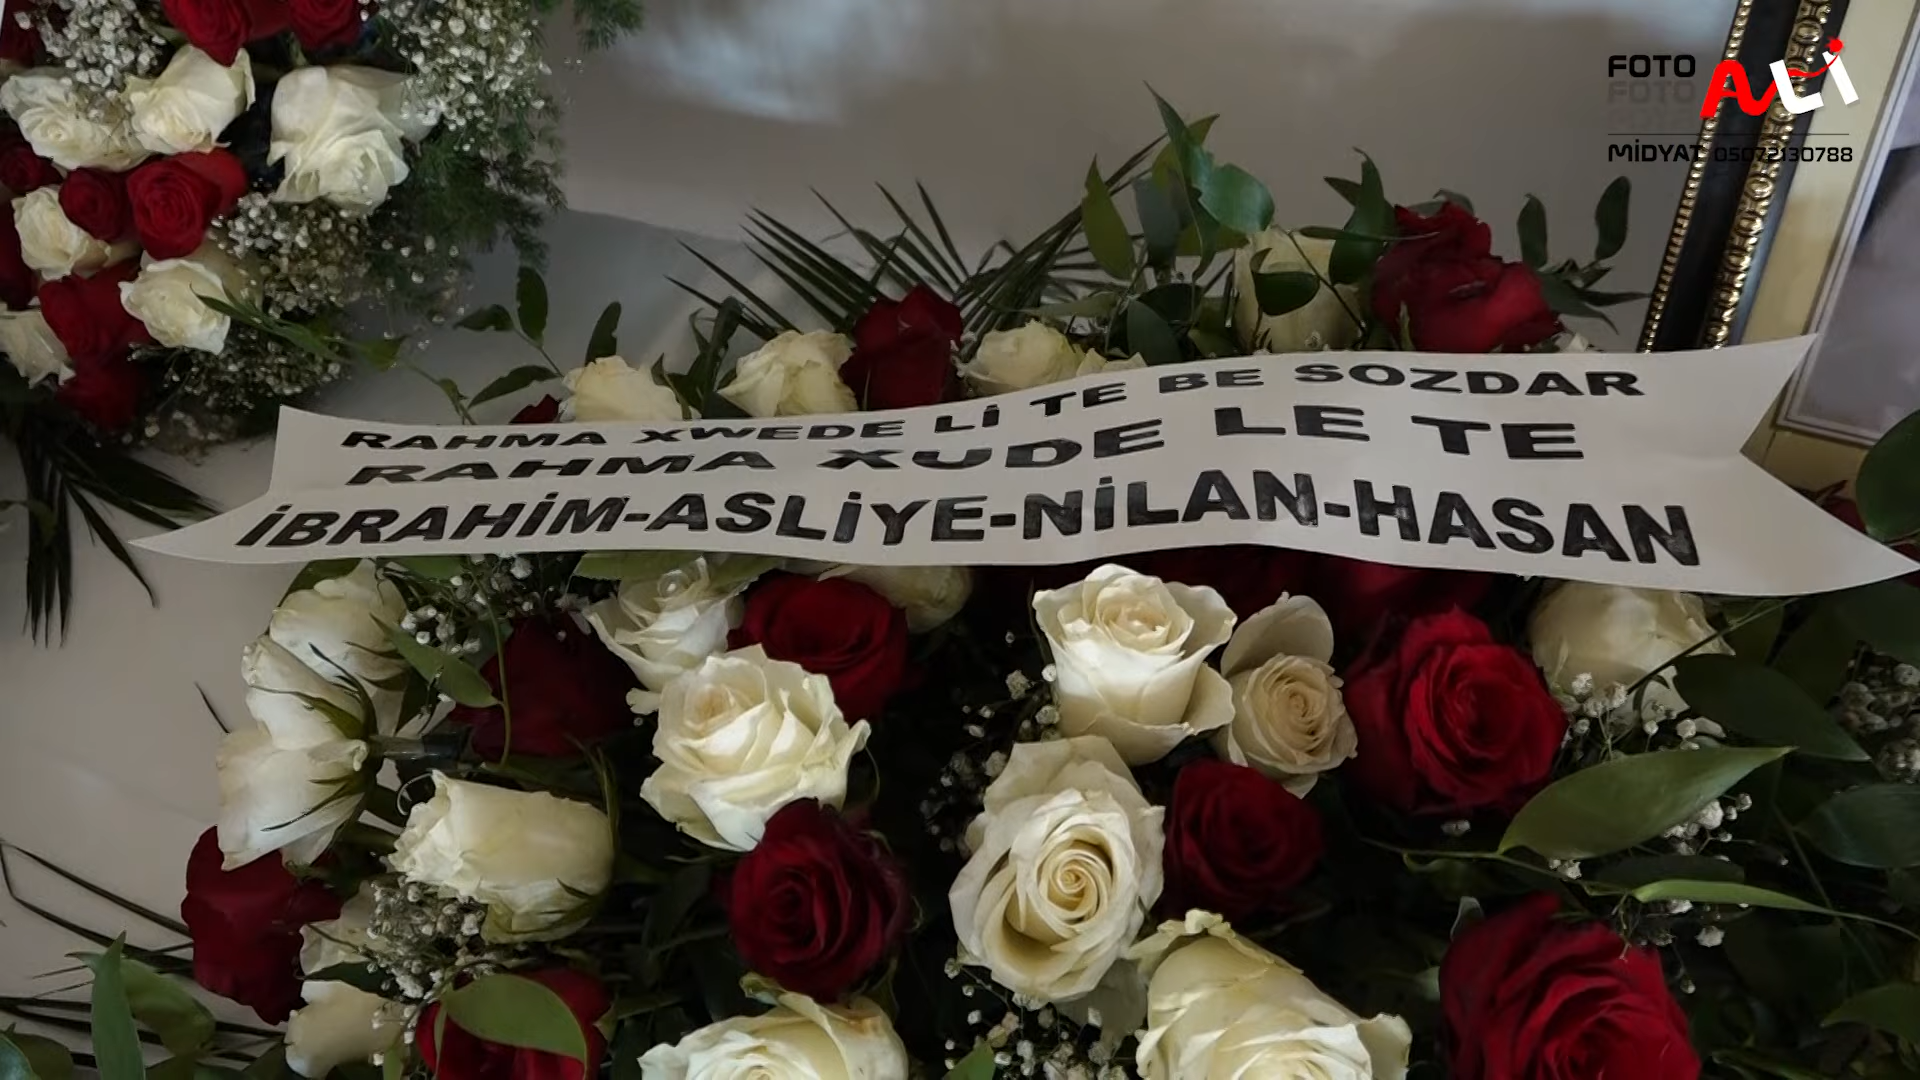 FOTO ALİ
MİDYAT 05072130788
RAHMA XWEDE Lİ TE BE SOZDAR
RAHMA XUDE LE TE
İBRAHİM-ASLİYE-NİLAN-HASAN